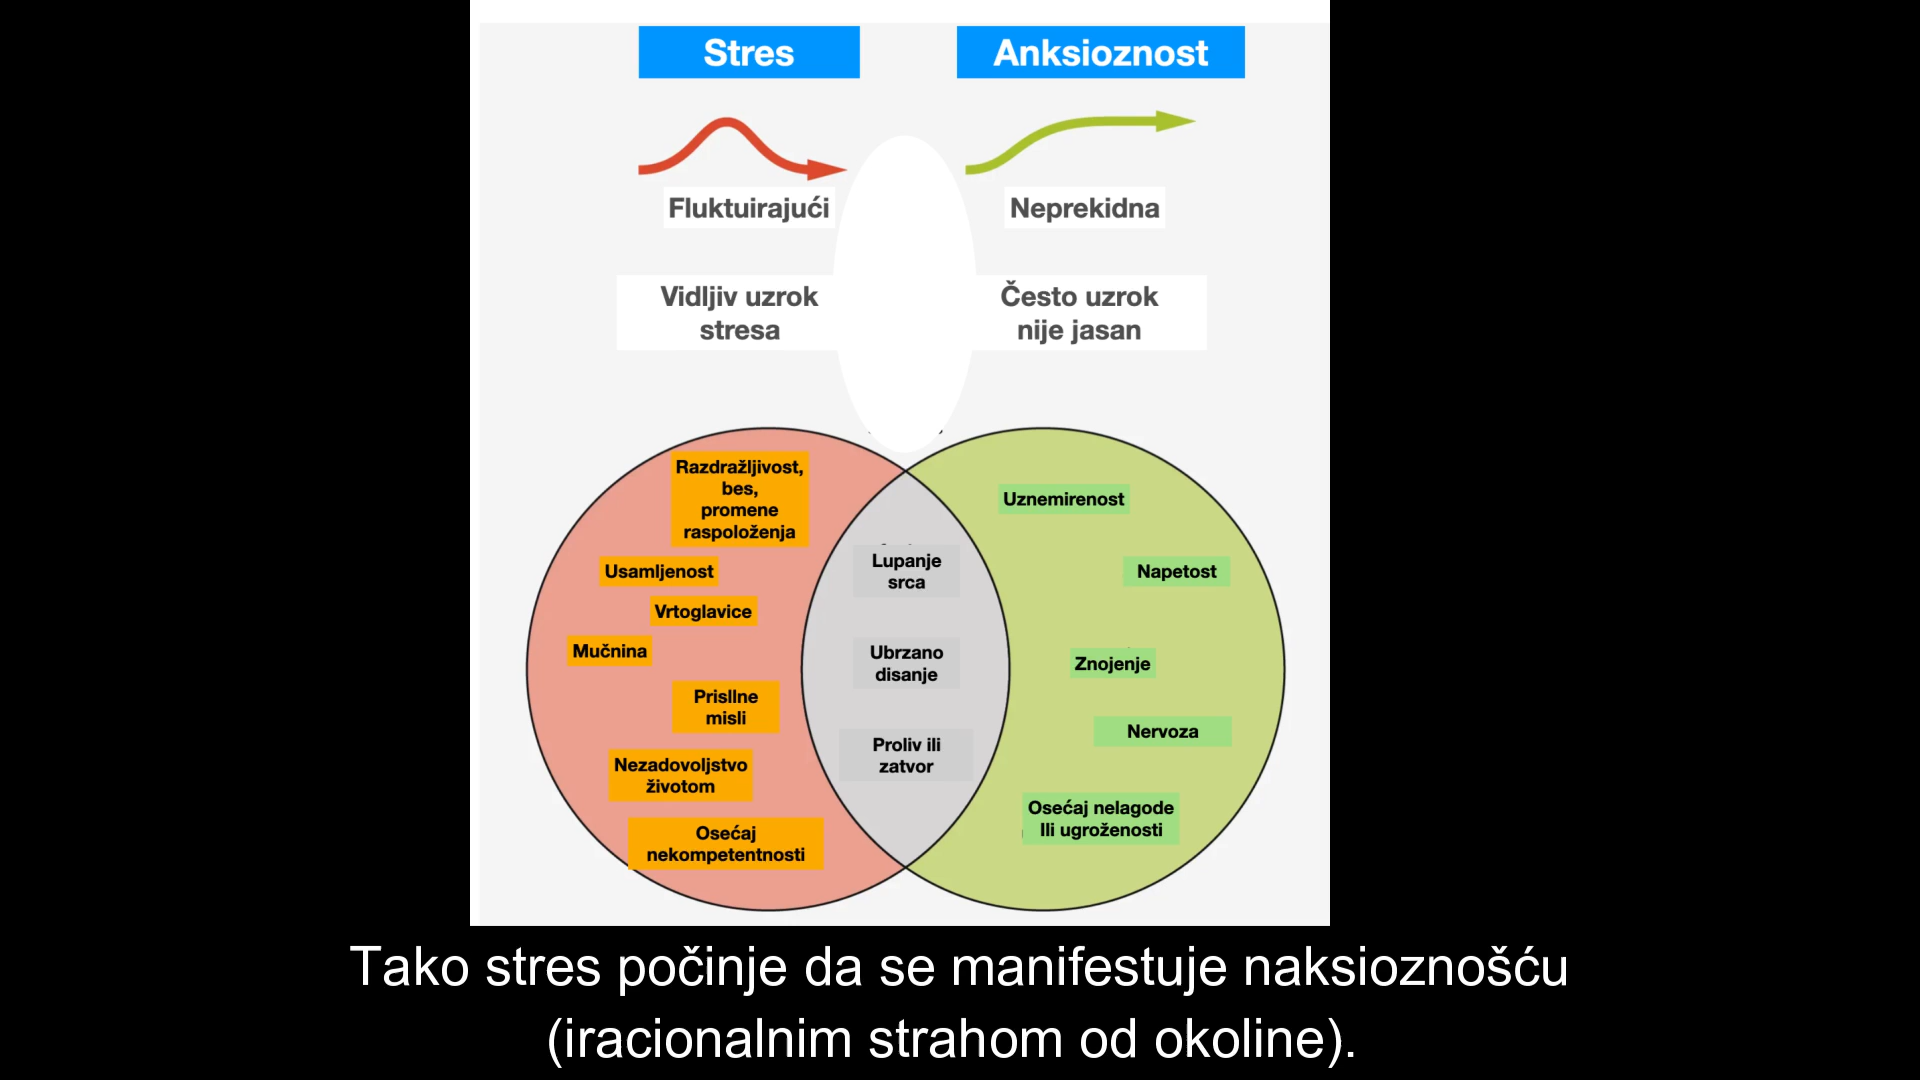 Stres
Anksioznost
Fluktuirajući
Neprekidna
Vidljiv uzrok
stresa
Često uzrok
nije jasan
Razdražljivost,
bes,
promene
raspoloženja
Usamljenost
Vrtoglavice
Mučnina
Prisllne
misli
Nezadovoljstvo
životom
Osećaj
nekompetentnosti
Lupanje
srca
Ubrzano
disanje
Proliv ili
zatvor
Uznemirenost
Napetost
Znojenje
Nervoza
Osećaj nelagode
Ili ugroženosti
Tako stres počinje da se manifestuje naksioznošću
(iracionalnim strahom od okoline).